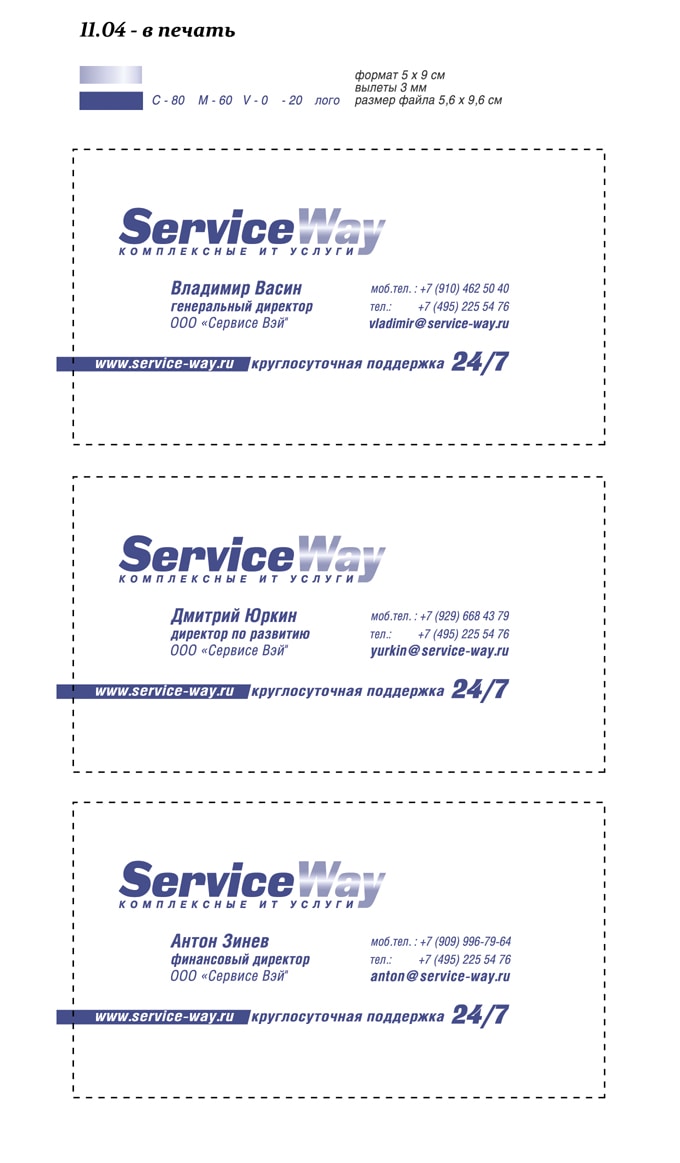 11.04 - в печать
формат 5 x 9 см
вылеты 3 мм
C - 80 M - 60 V - 0 - 20 лого размер файла 5,6 x 9,6 см
ServiceWay
КОМПЛЕКСНЫЕ ИТ УСЛУГИ
Владимир Васин
генеральный директор
ООО «Сервисе Вэй"
моб.тел. : +7 (910) 462 50 40
тел.: +7 (495) 225 54 76
vladimir@service-way.ru
www.service-way.ru круглосуточная поддержка 24/7
ServiceWay
КОМПЛЕКСНЫЕ ИТ УСЛУГИ
Дмитрий Юркин
директор по развитию
ООО «Сервисе Вэй"
моб.тел. : +7 (929) 668 43 79
тел.: +7 (495) 225 54 76
yurkin@service-way.ru
www.service-way.ru круглосуточная поддержка 24/7
ServiceWay
КОМПЛЕКСНЫЕ ИТ УСЛУГИ
Антон Зинев
финансовый директор
ООО «Сервисе Вэй"
моб.тел. : +7 (909) 996-79-64
тел.: +7 (495) 225 54 76
anton@service-way.ru
www.service-way.ru круглосуточная поддержка 24/7